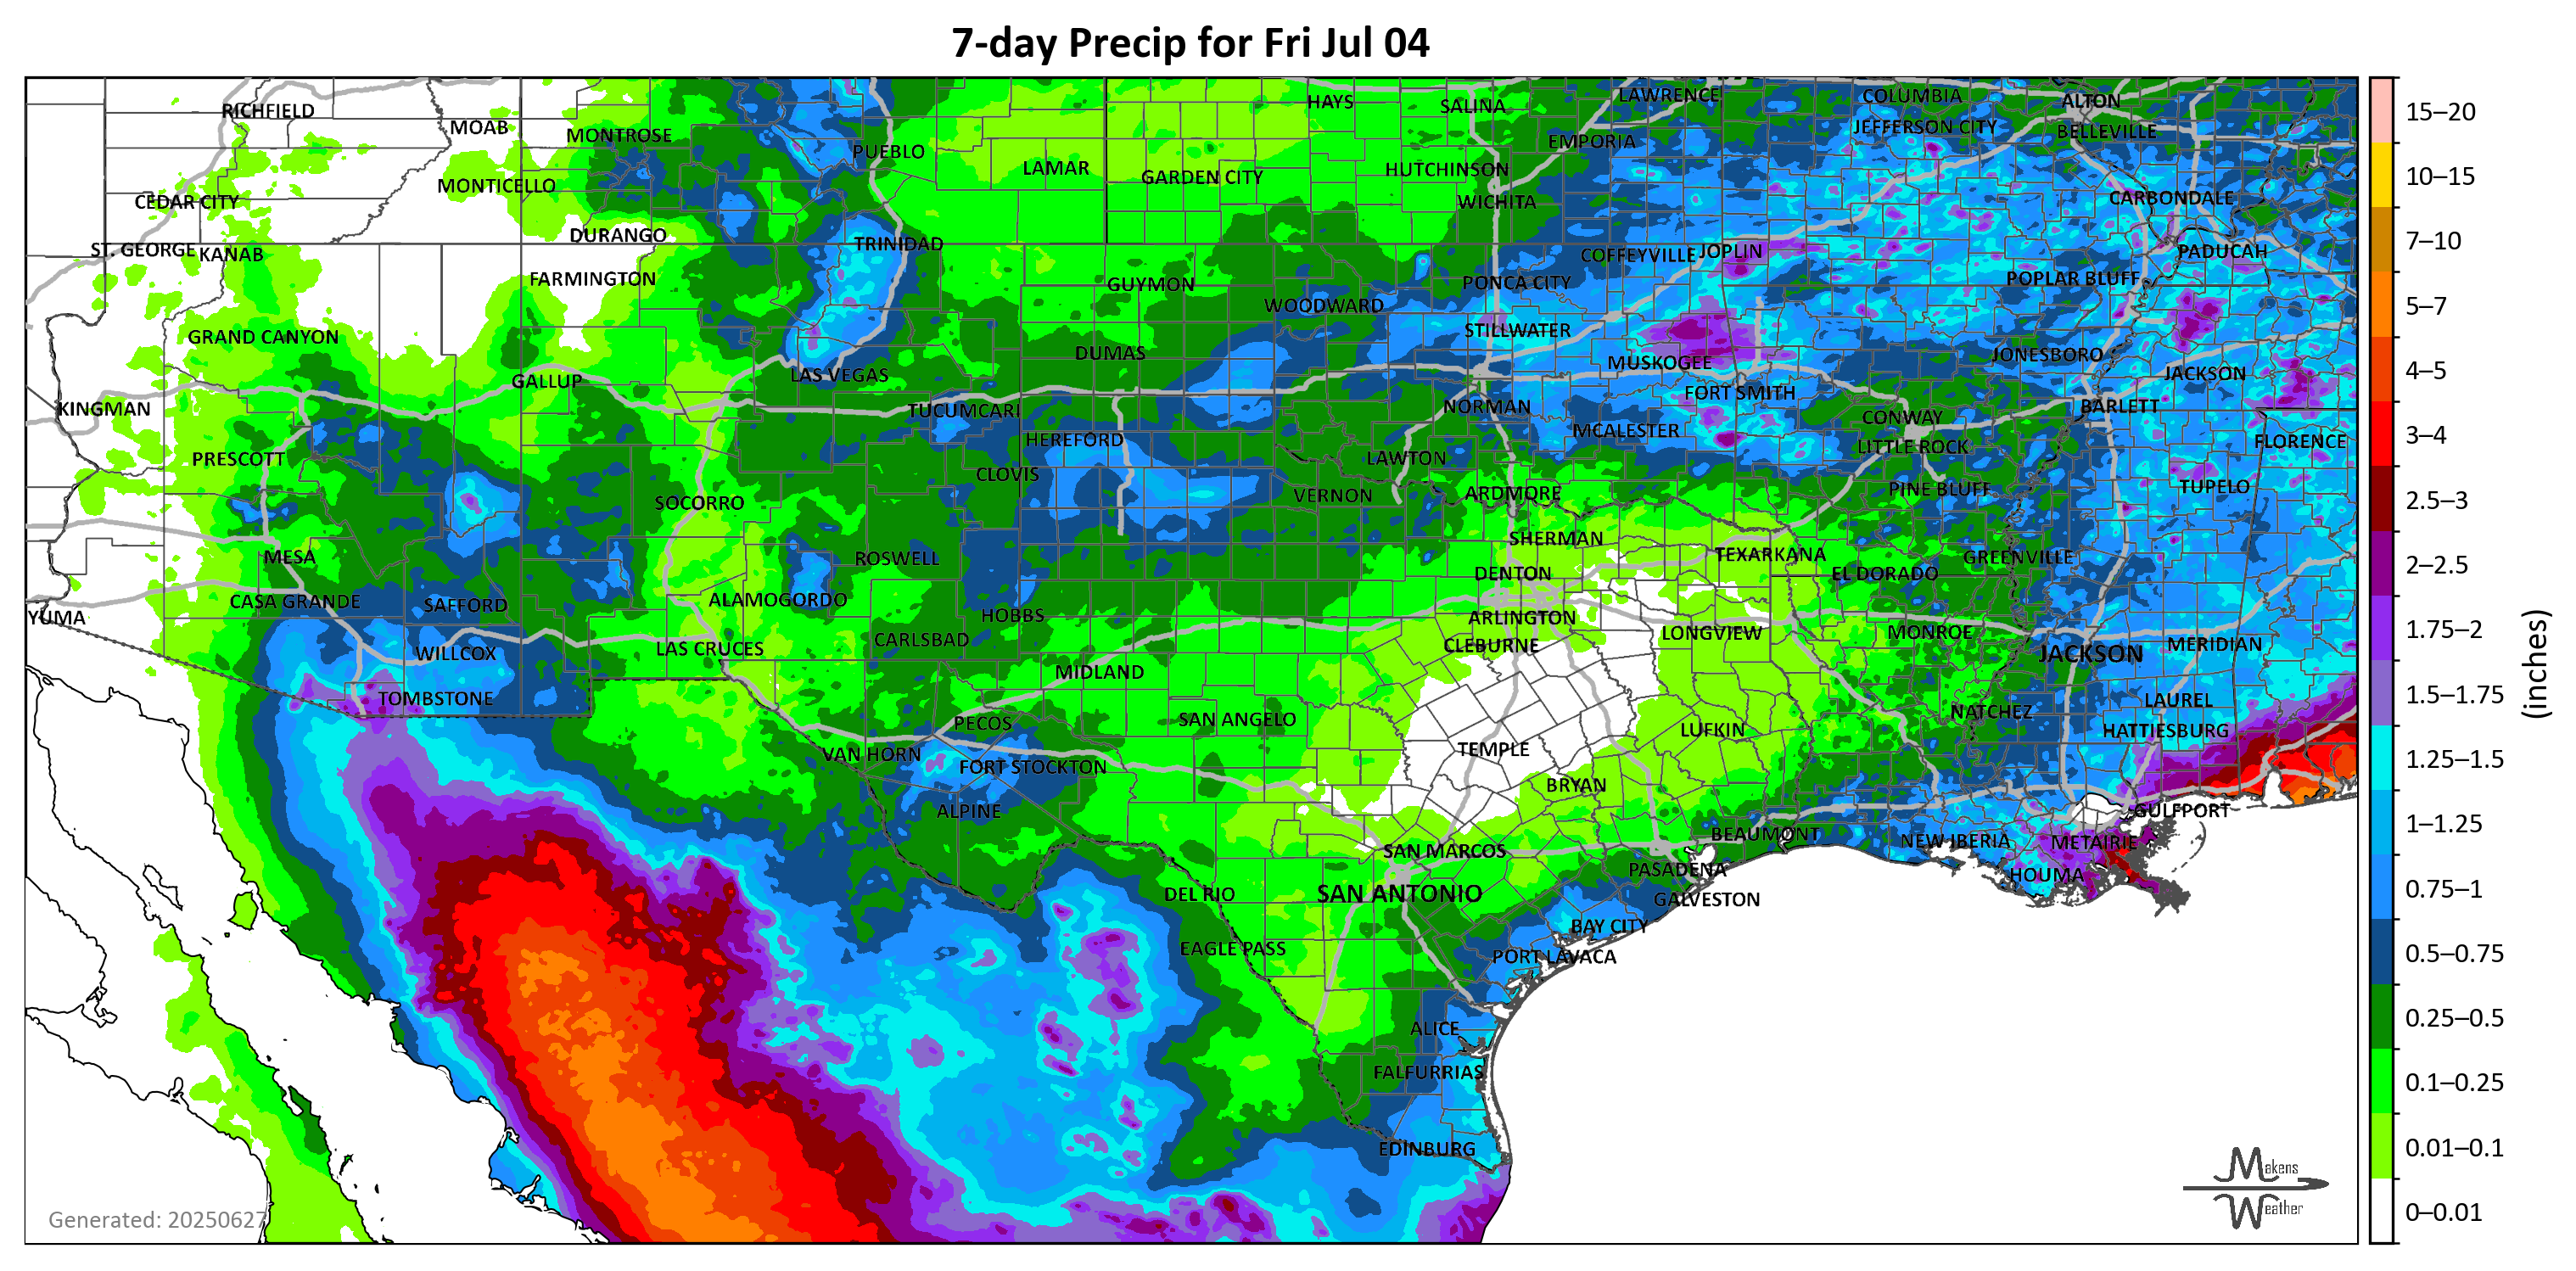 7-day Precip for Fri Jul 04
RICHFIELD
MOAB
MONTROSE
PUEBLO
LAMAR
GARDEN CITY
HAYS
SALINA
LAWRENCE
EMPORIA
HUTCHINSON
WICHITA
COLUMBIA
JEFFERSON CITY
ALTON
BELLEVILLE
MONTICELLO
CEDAR CITY
CARBONDALE
ST. GEORGE
KANAB
DURANGO
TRINIDAD
COFFEYVILLE
JOPLIN
PADUCAH
FARMINGTON
GUYMON
WOODWARD
PONCA CITY
POPLAR BLUFF
GRAND CANYON
DUMAS
STILLWATER
MUSKOGEE
JONESBORO
GALLUP
LAS VEGAS
FORT SMITH
JACKSON
KINGMAN
TUCUMCARI
NORMAN
CONWAY
BARLETT
HEREFORD
MCALESTER
LITTLE ROCK
FLORENCE
PRESCOTT
CLOVIS
LAWTON
PINE BLUFF
TUPELO
SOCORRO
VERNON
ARDMORE
MESA
ROSWELL
SHERMAN
TEXARKANA
GREENVILLE
DENTON
EL DORADO
YUMA
CASA GRANDE
SAFFORD
ALAMOGORDO
HOBBS
ARLINGTON
CARLSBAD
CLEBURNE
LONGVIEW
MONROE
MERIDIAN
WILLCOX
LAS CRUCES
MIDLAND
JACKSON
TOMBSTONE
LAUREL
PECOS
SAN ANGELO
LUFKIN
NATCHEZ
HATTIESBURG
VAN HORN
FORT STOCKTON
TEMPLE
BRYAN
ALPINE
GULFPORT
SAN MARCOS
BEAUMONT
NEW IBERIA
METAIRIE
DEL RIO
SAN ANTONIO
PASADENA
HOUMA
GALVESTON
EAGLE PASS
BAY CITY
PORT LAVACA
ALICE
FALFURRIAS
EDINBURG
Generated: 20250627
Makens
Weather
15–20
10–15
7–10
5–7
4–5
3–4
2.5–3
2–2.5
1.75–2
1.5–1.75
1.25–1.5
1–1.25
0.75–1
0.5–0.75
0.25–0.5
0.1–0.25
0.01–0.1
0–0.01
(inches)